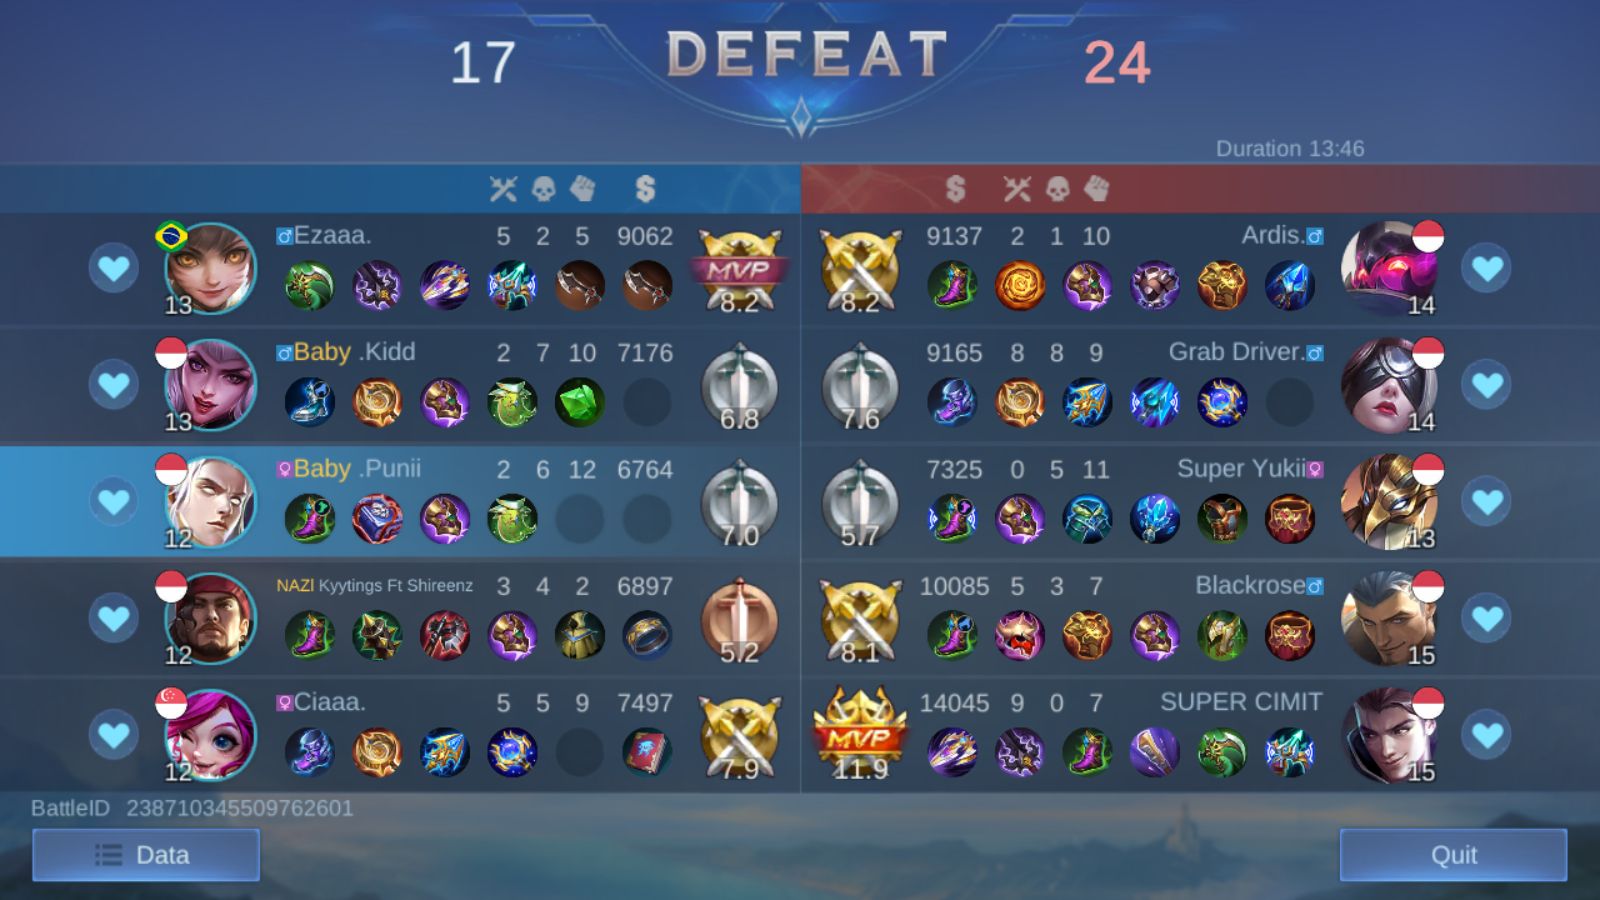 17 DEFEAT 24
Duration 13:46
Ezaaa. 5 2 5 9062
13 MVP 8.2
9137 2 1 10 Ardis.
8.2 14
Baby .Kidd 2 7 10 7176
13 6.8
9165 8 8 9 Grab Driver.
7.6 14
Baby .Punii 2 6 12 6764
12 7.0
7325 0 5 11 Super Yukii
5.7 13
NAZI Kyytings Ft Shireenz 3 4 2 6897
12 5.2
10085 5 3 7 Blackrose
8.1 15
Ciaaa. 5 5 9 7497
12 7.9
14045 9 0 7 SUPER CIMIT
MVP 11.9 15
BattleID 238710345509762601
Data Quit